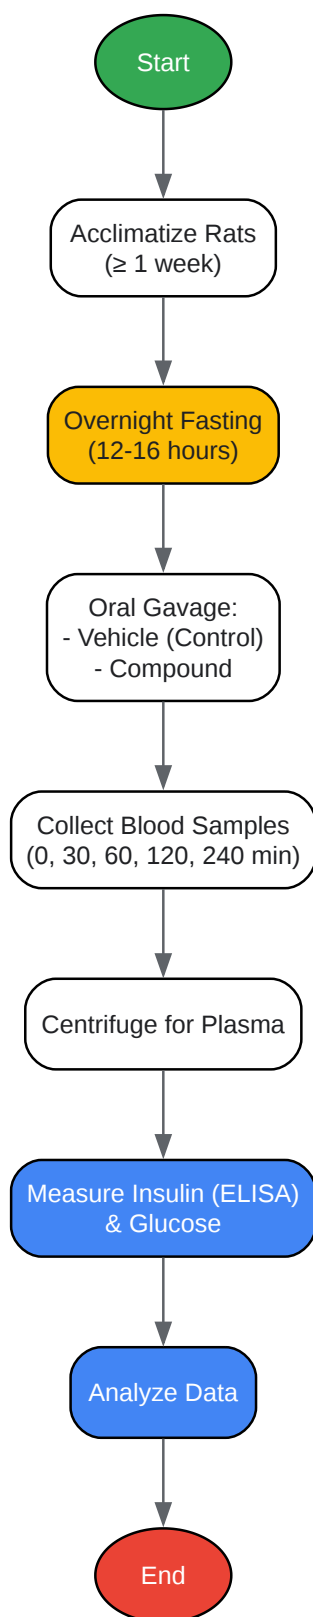 Start
Acclimatize Rats
(≥ 1 week)
Overnight Fasting
(12-16 hours)
Oral Gavage:
- Vehicle (Control)
- Compound
Collect Blood Samples
(0, 30, 60, 120, 240 min)
Centrifuge for Plasma
Measure Insulin (ELISA)
& Glucose
Analyze Data
End